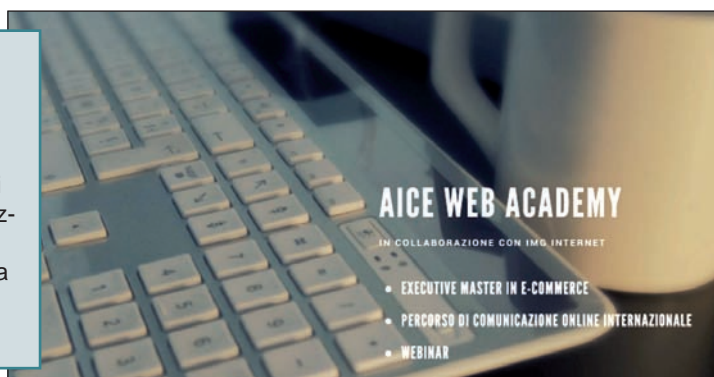 z-
a
AICE WEB ACADEMY
IN COLLABORAZIONE CON IMG INTERNET
• EXECUTIVE MASTER IN E-COMMERCE
• PERCORSO DI COMUNICAZIONE ONLINE INTERNAZIONALE
• WEBINAR